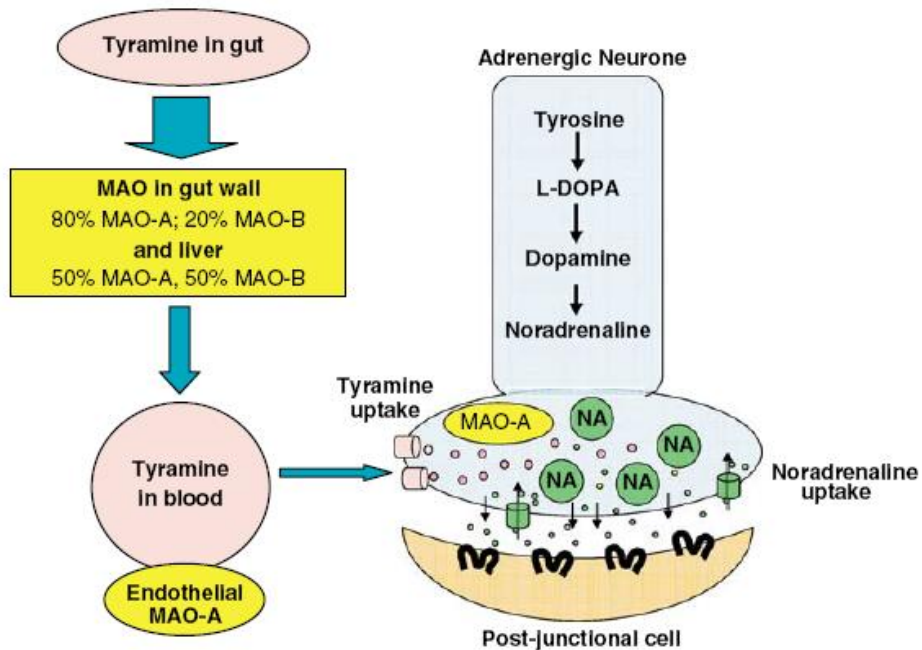 Tyramine in gut
MAO in gut wall
80% MAO-A; 20% MAO-B
and liver
50% MAO-A, 50% MAO-B
Tyramine
in blood
Endothelial
MAO-A
Adrenergic Neurone
Tyrosine
L-DOPA
Dopamine
Noradrenaline
Tyramine
uptake
MAO-A
NA
NA
NA
NA
NA
Noradrenaline
uptake
Post-junctional cell